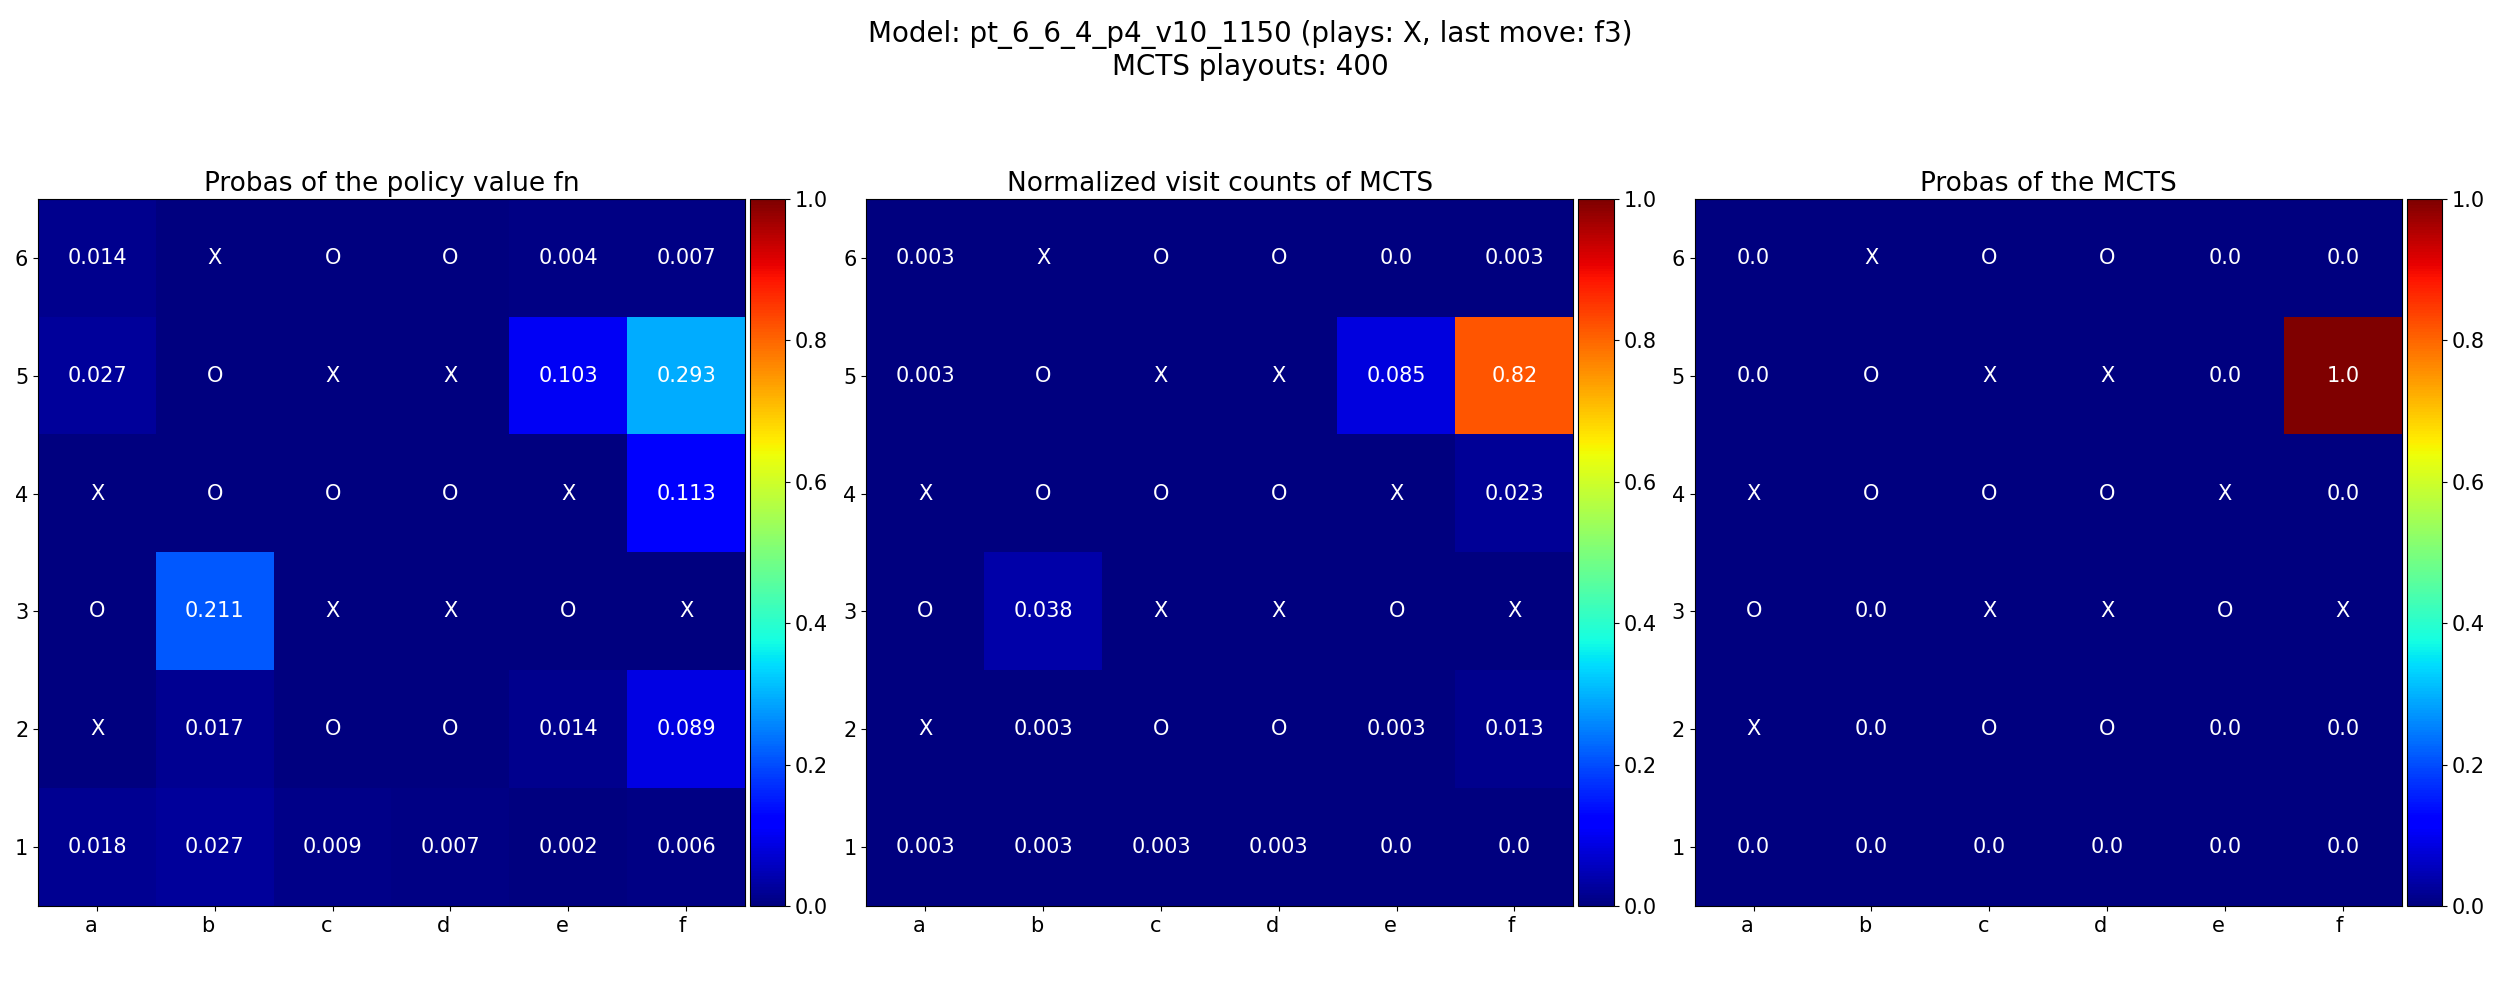 Model: pt_6_6_4_p4_v10_1150 (plays: X, last move: f3)
MCTS playouts: 400
Probas of the policy value fn
6 0.014 X O O 0.004 0.007
5 0.027 O X X 0.103 0.293
4 X O O O X 0.113
3 O 0.211 X X O X
2 X 0.017 O O 0.014 0.089
1 0.018 0.027 0.009 0.007 0.002 0.006
a b c d e f
1.0
0.8
0.6
0.4
0.2
0.0
Normalized visit counts of MCTS
6 0.003 X O O 0.0 0.003
5 0.003 O X X 0.085 0.82
4 X O O O X 0.023
3 O 0.038 X X O X
2 X 0.003 O O 0.003 0.013
1 0.003 0.003 0.003 0.003 0.0 0.0
a b c d e f
1.0
0.8
0.6
0.4
0.2
0.0
Probas of the MCTS
6 0.0 X O O 0.0 0.0
5 0.0 O X X 0.0 1.0
4 X O O O X 0.0
3 O 0.0 X X O X
2 X 0.0 O O 0.0 0.0
1 0.0 0.0 0.0 0.0 0.0 0.0
a b c d e f
1.0
0.8
0.6
0.4
0.2
0.0